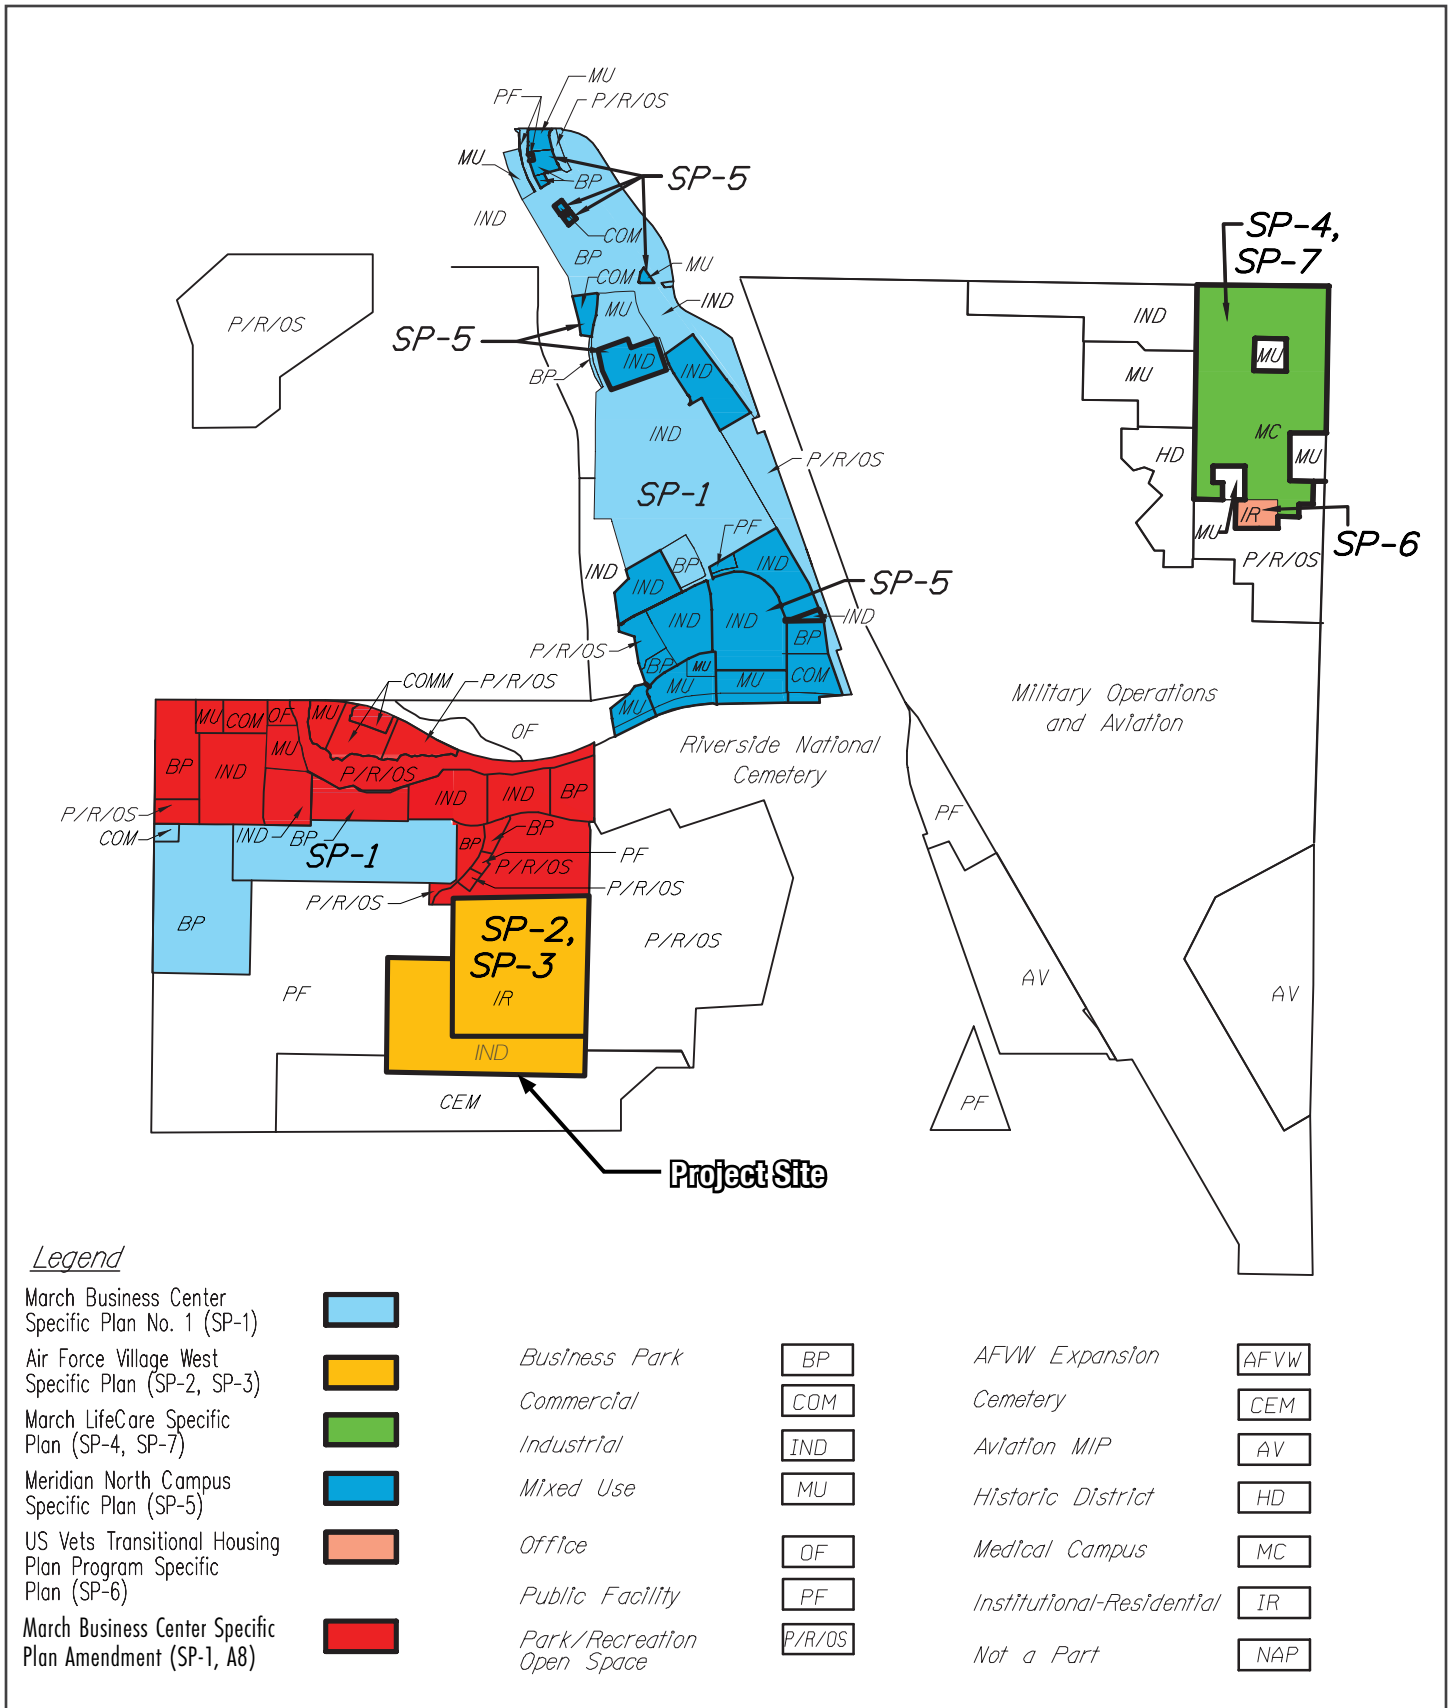 MU
PF
P/R/OS
MU
BP
SP-5
IND
COM
SP-4,
SP-7
BP
MU
COM
P/R/OS
MU
IND
IND
SP-5
IND
MU
BP
IND
MU
IND
MC
P/R/OS
HD
MU
SP-1
IR
PF
MU
SP-6
BP
IND
P/R/OS
IND
IND
SP-5
IND
IND
IND
BP
P/R/OS
BP
MU
MU
MU
COM
COMM
P/R/OS
Military Operations
and Aviation
MU
MU
COM
OF
MU
OF
Riverside National
Cemetery
MU
BP
IND
P/R/OS
IND
IND
BP
P/R/OS
PF
COM
IND
BP
BP
BP
SP-1
PF
P/R/OS
P/R/OS
P/R/OS
BP
SP-2,
SP-3
P/R/OS
PF
IR
AV
AV
IND
CEM
PF
Project Site
Legend
March Business Center
Specific Plan No. 1 (SP-1)
Air Force Village West
Specific Plan (SP-2, SP-3)
March LifeCare Specific
Plan (SP-4, SP-7)
Meridian North Campus
Specific Plan (SP-5)
US Vets Transitional Housing
Plan Program Specific
Plan (SP-6)
March Business Center Specific
Plan Amendment (SP-1, A8)
Business Park BP
Commercial COM
Industrial IND
Mixed Use MU
Office OF
Public Facility PF
Park/Recreation P/R/OS
Open Space
AFVW Expansion AFVW
Cemetery CEM
Aviation MIP AV
Historic District HD
Medical Campus MC
Institutional-Residential IR
Not a Part NAP